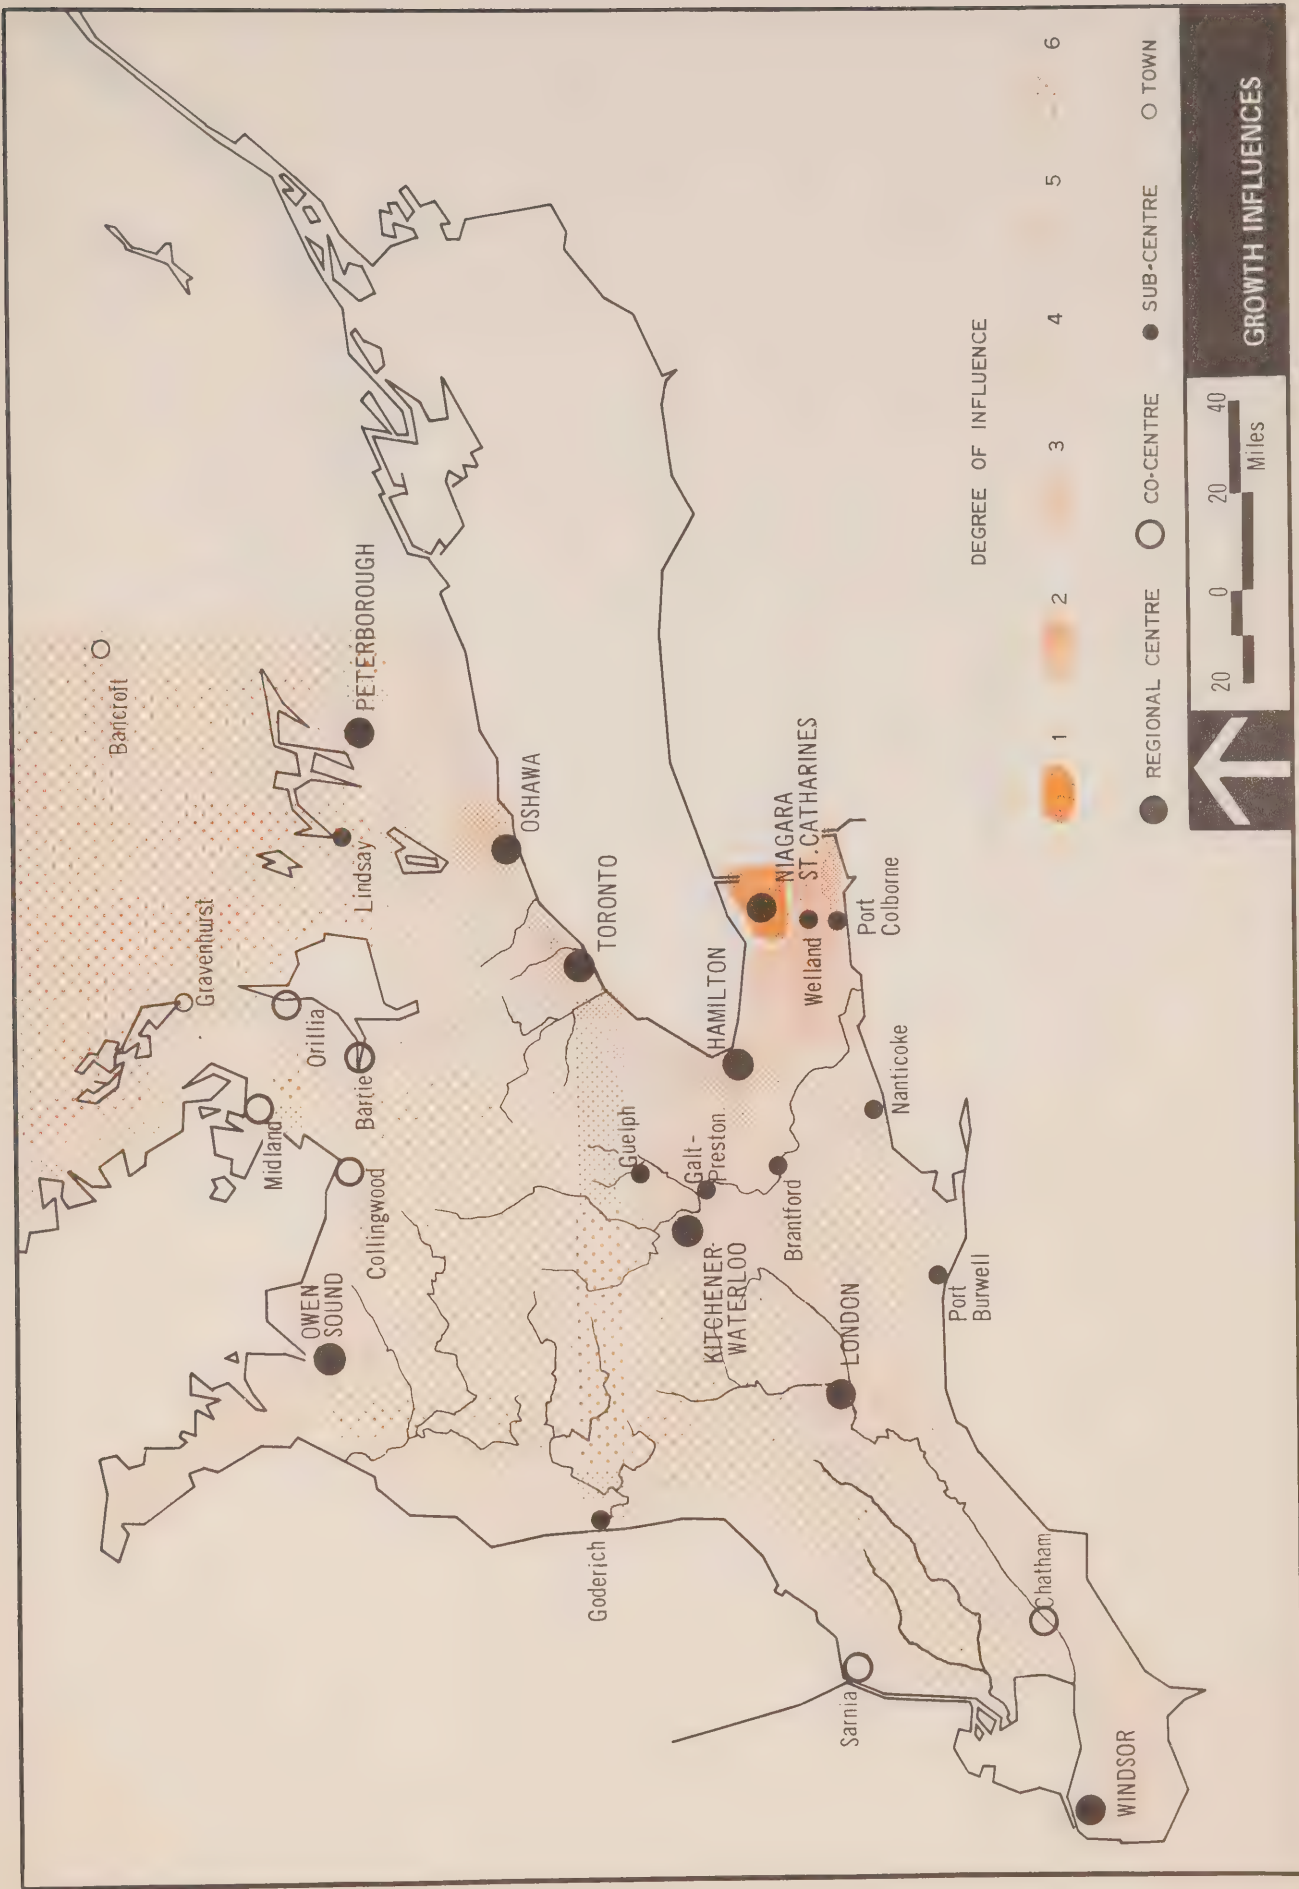 Bancroft
Gravenhurst
PETERBOROUGH
Lindsay
Orillia
Midland
Barrie
Collingwood
OWEN
SOUND
OSHAWA
TORONTO
Guelph
Galt-
Preston
HAMILTON
NIAGARA
ST. CATHARINES
Welland
Port
Colborne
KITCHENER-
WATERLOO
Brantford
Nanticoke
Goderich
LONDON
Port
Burwell
Sarnia
Chatham
WINDSOR
DEGREE OF INFLUENCE
1 2 3 4 5 6
REGIONAL CENTRE CO-CENTRE SUB-CENTRE TOWN
20 0 20 40
Miles
GROWTH INFLUENCES